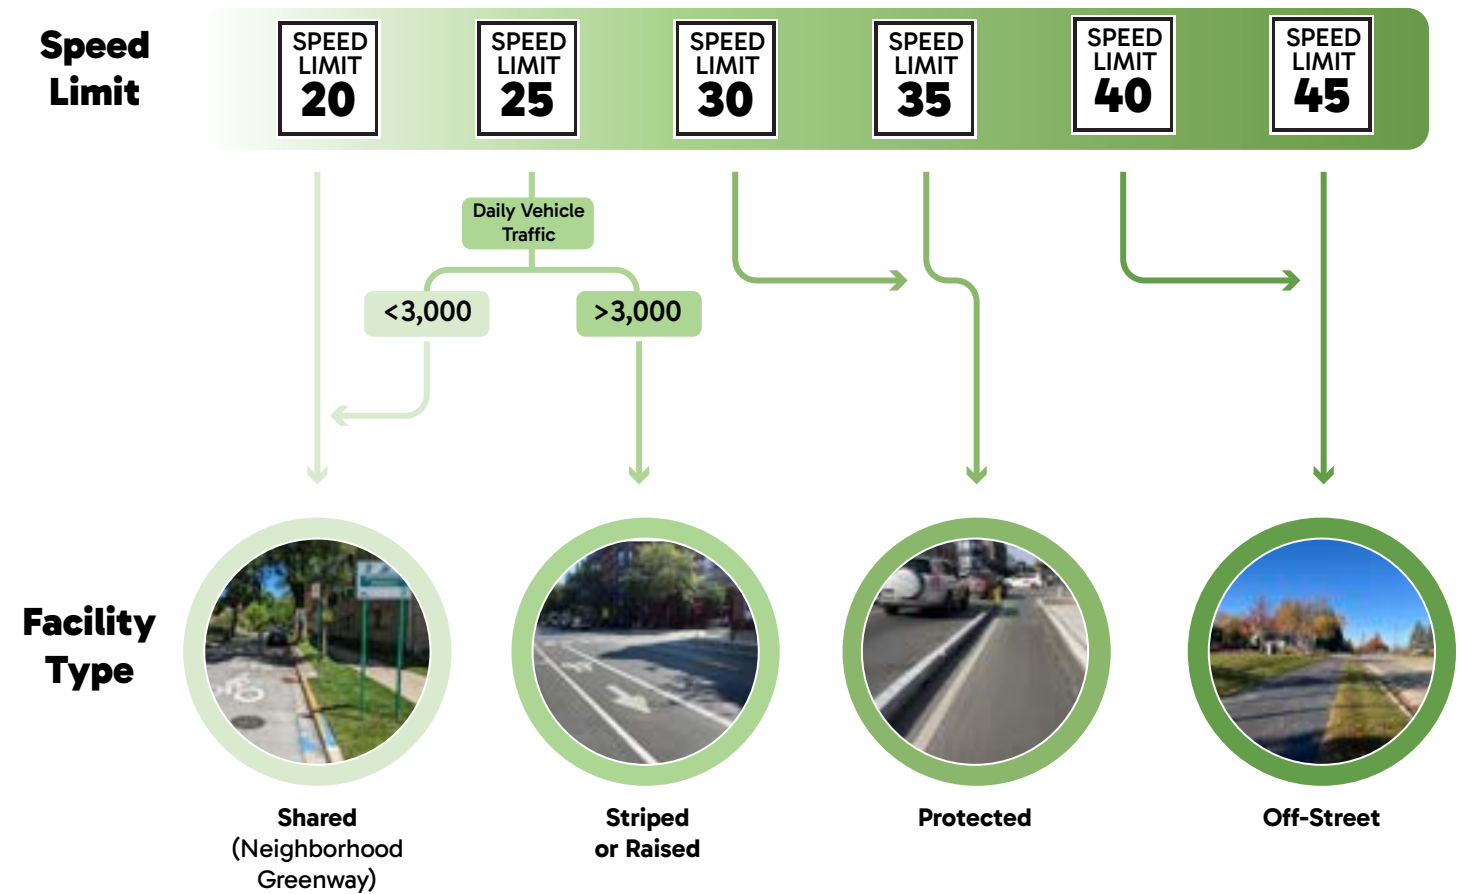 Speed
Limit
SPEED
LIMIT
20
SPEED
LIMIT
25
SPEED
LIMIT
30
SPEED
LIMIT
35
SPEED
LIMIT
40
SPEED
LIMIT
45
Daily Vehicle
Traffic
<3,000
>3,000
Facility
Type
Shared
(Neighborhood
Greenway)
Striped
or Raised
Protected
Off-Street